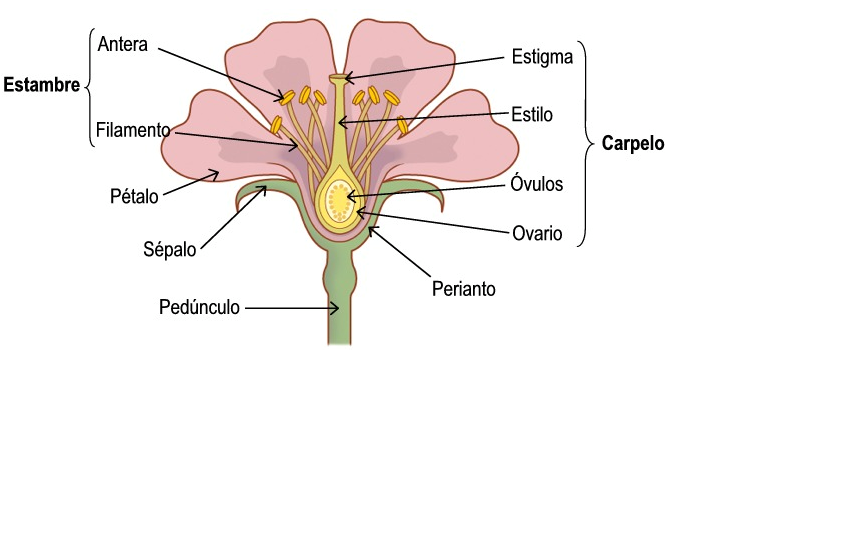 Antera
Estambre
Filamento
Pétalo
Sépalo
Pedúnculo
Estigma
Estilo
Carpelo
Óvulos
Ovario
Perianto